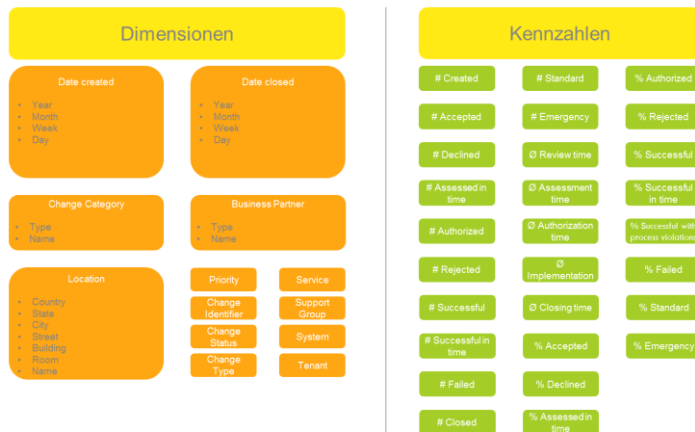 Dimensionen
Date created
• Year
• Month
• Week
• Day
Date closed
• Year
• Month
• Week
• Day
Change Category
• Type
• Name
Business Partner
• Type
• Name
Location
• Country
• State
• City
• Street
• Building
• Room
• Name
Priority
Service
Change
Identifier
Support
Group
Change
Status
System
Change
Type
Tenant
Kennzahlen
# Created
# Standard
% Authorized
# Accepted
# Emergency
% Rejected
# Declined
Ø Review time
% Successful
# Assessed in
time
Ø Assessment
time
% Successful
in time
# Authorized
Ø Authorization
time
% Successful with
process violations
# Rejected
Ø
Implementation
% Failed
# Successful
Ø Closing time
% Standard
# Successful in
time
% Accepted
% Emergency
# Failed
% Declined
# Closed
% Assessed in
time